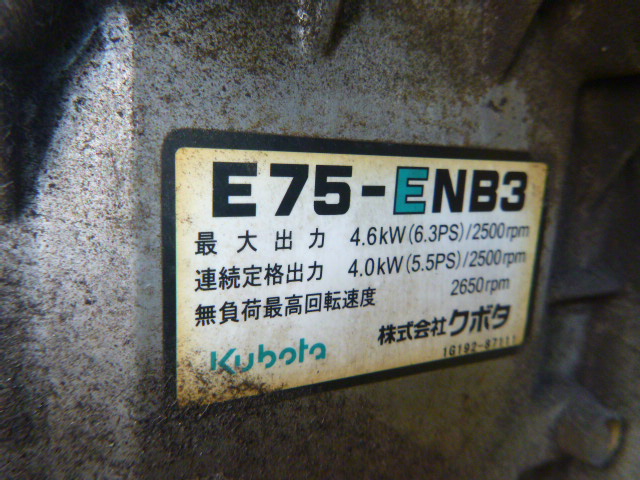 E75-ENB3
最大出力 4.6kW(6.3PS)/2500rpm
連続定格出力 4.0kW(5.5PS)/2500rpm
無負荷最高回転速度 2650rpm
株式会社クボタ
Kubota
1G192-87111